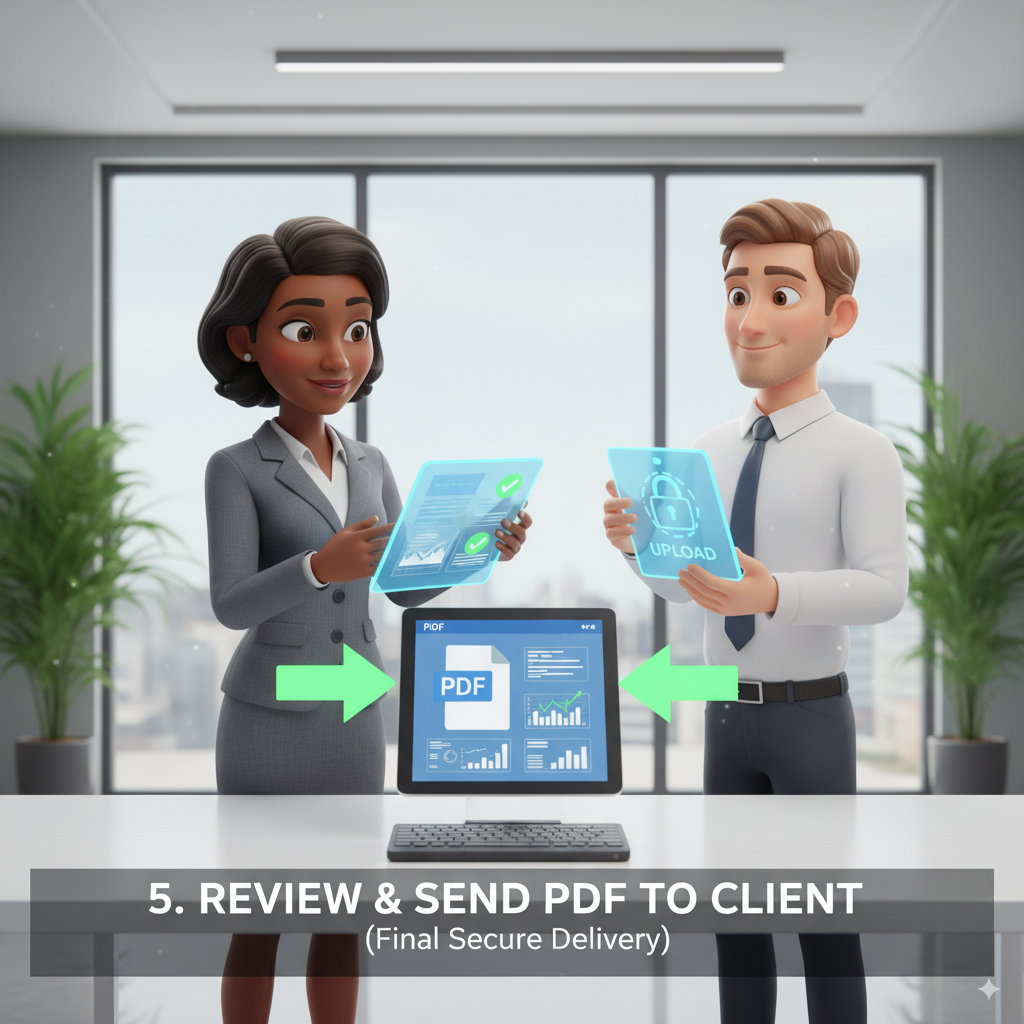 UPLOAD
PIOF
PDF
5. REVIEW & SEND PDF TO CLIENT
(Final Secure Delivery)